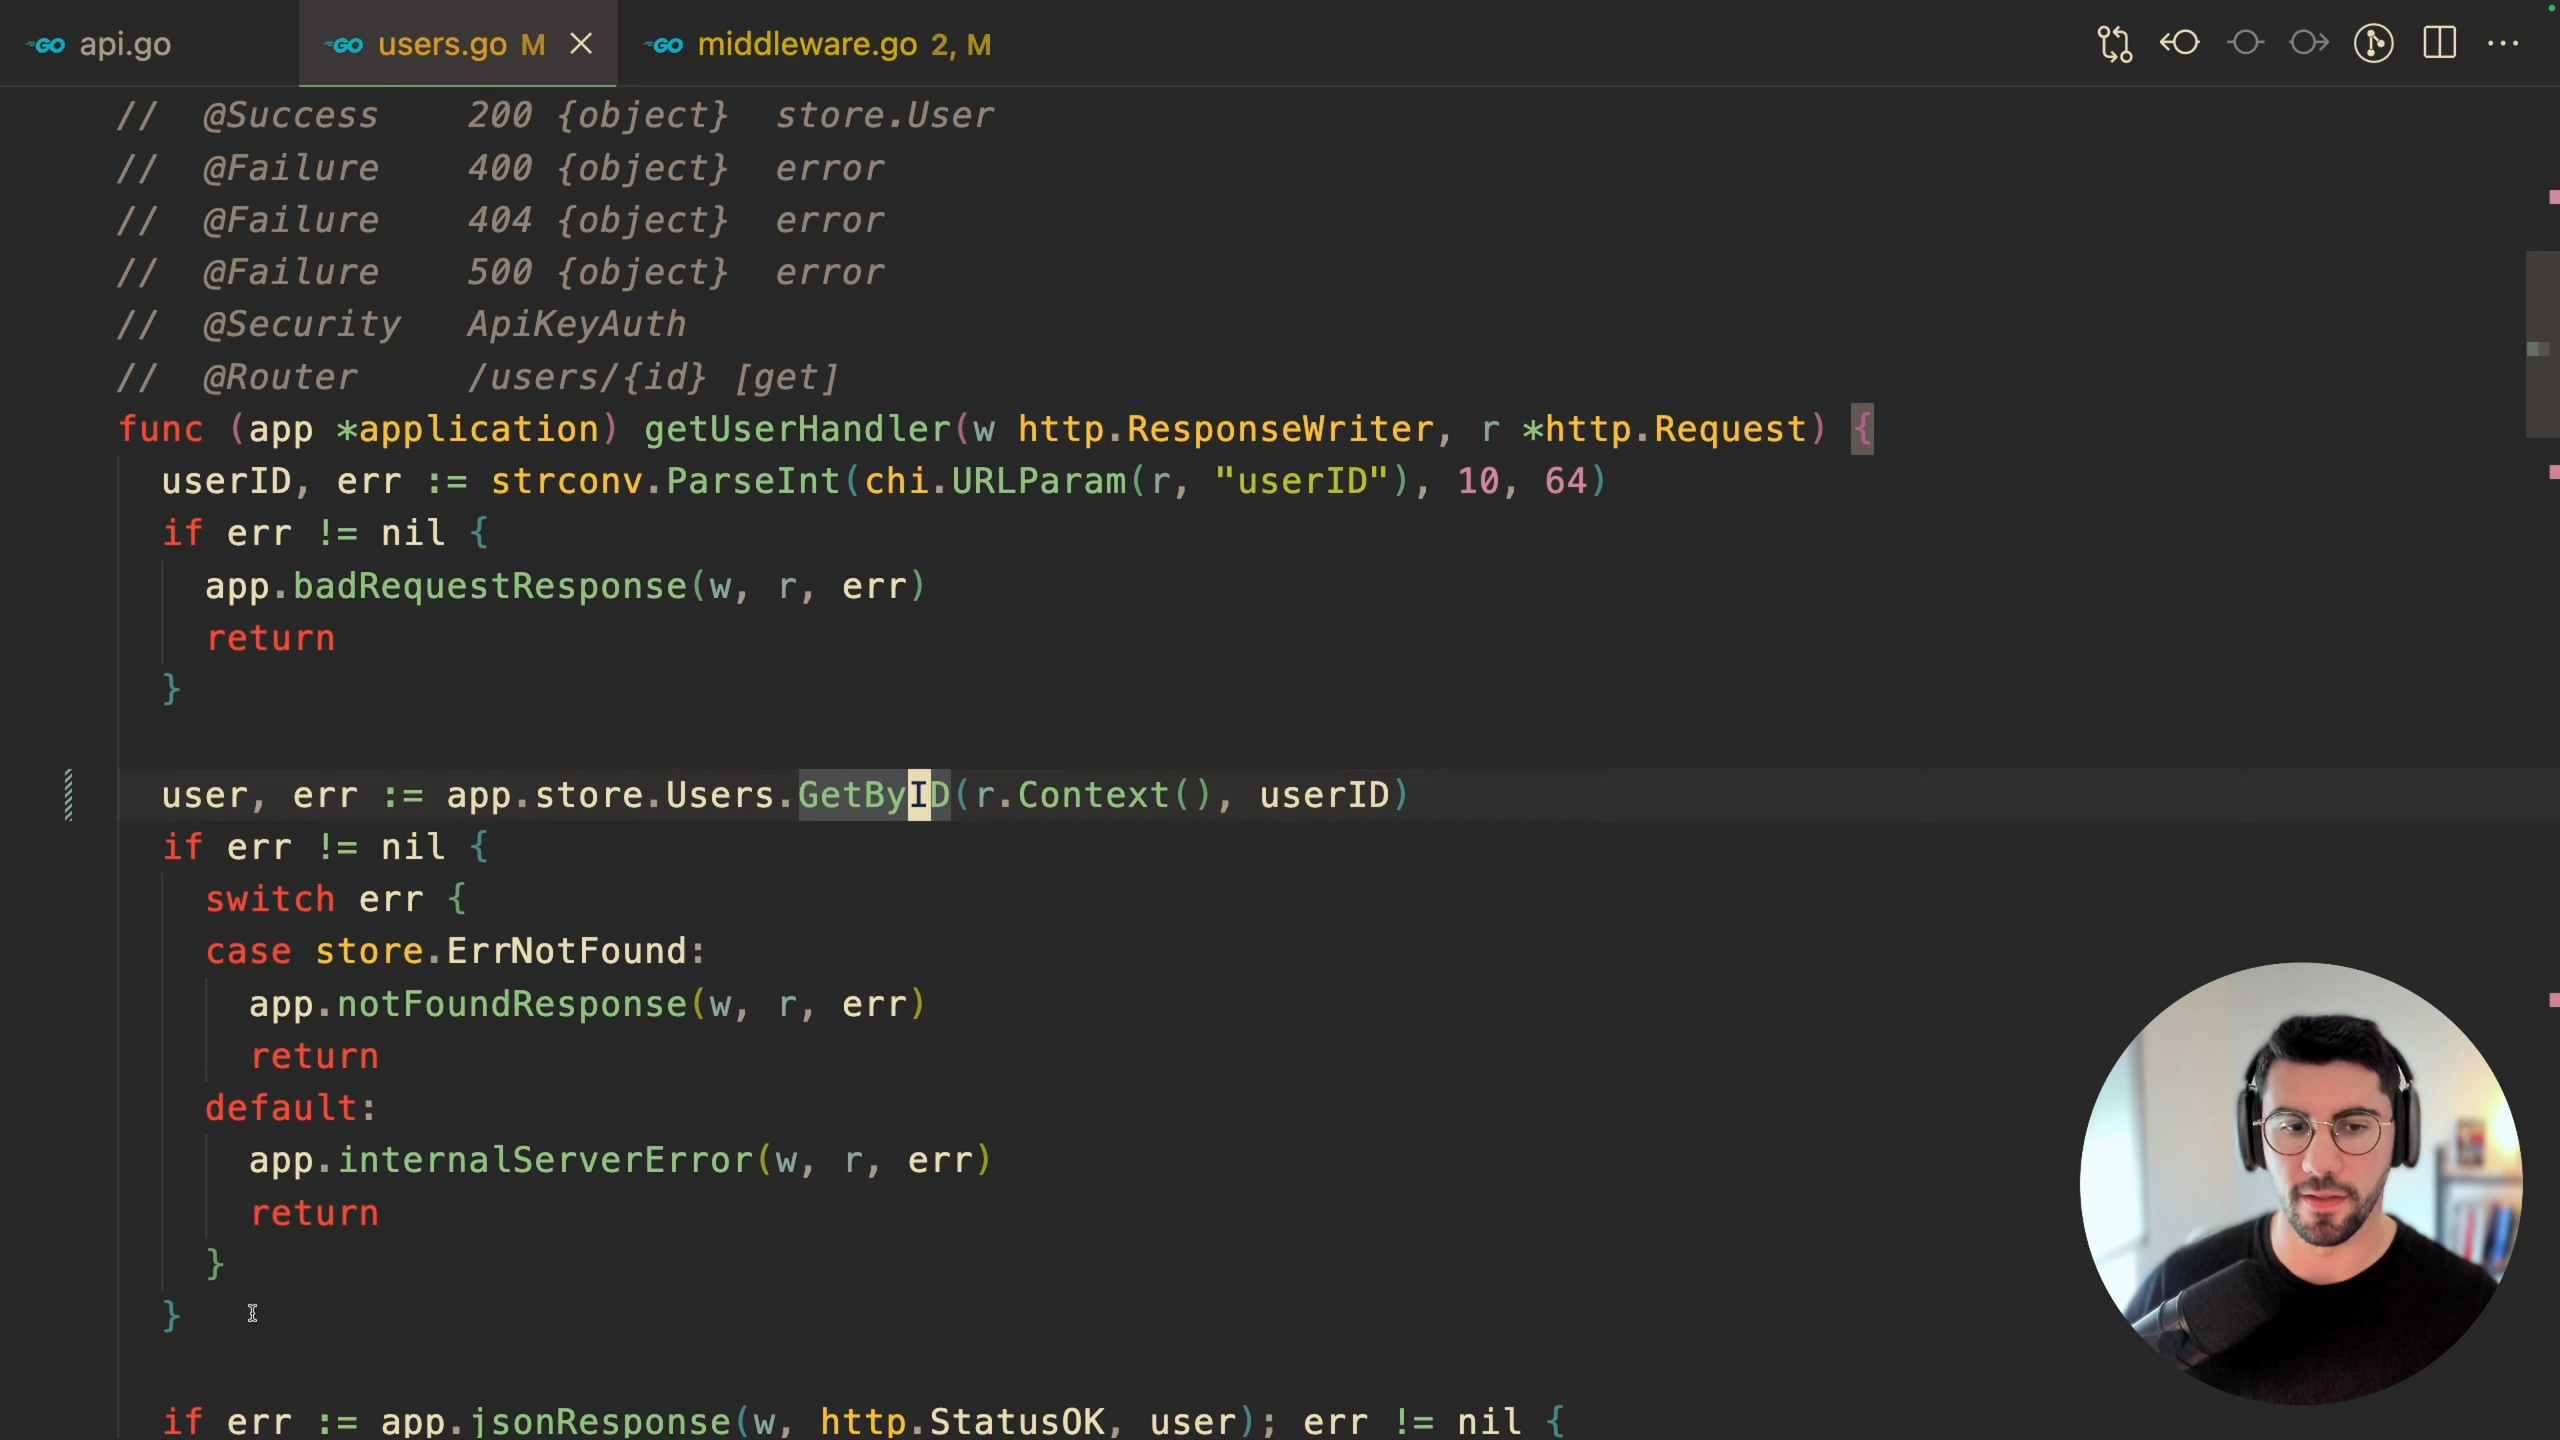 api.go
users.go M
middleware.go 2, M
// @Success 200 {object} store.User
// @Failure 400 {object} error
// @Failure 404 {object} error
// @Failure 500 {object} error
// @Security ApiKeyAuth
// @Router /users/{id} [get]
func (app *application) getUserHandler(w http.ResponseWriter, r *http.Request) {
userID, err := strconv.ParseInt(chi.URLParam(r, "userID"), 10, 64)
if err != nil {
app.badRequestResponse(w, r, err)
return
}
user, err := app.store.Users.GetByID(r.Context(), userID)
if err != nil {
switch err {
case store.ErrNotFound:
app.notFoundResponse(w, r, err)
return
default:
app.internalServerError(w, r, err)
return
}
}
if err := app.jsonResponse(w, http.StatusOK, user); err != nil {